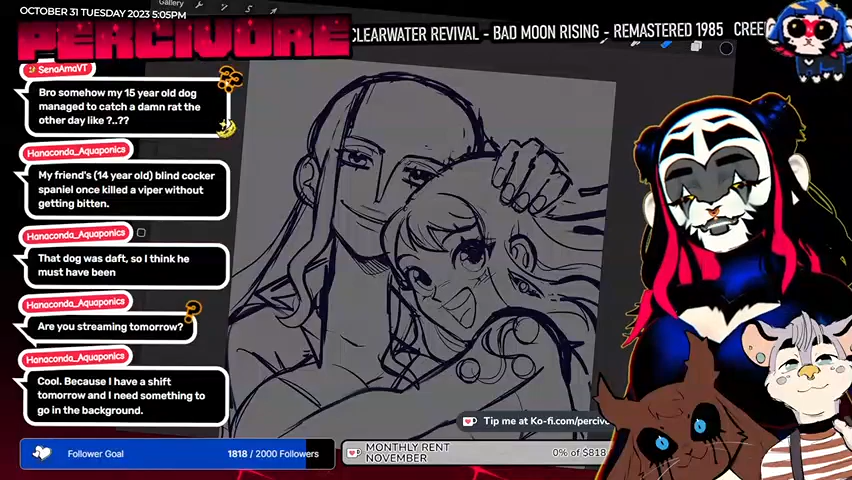 Gallery
OCTOBER 31 TUESDAY 2023 5:05PM
PERCIVORE
CLEARWATER REVIVAL - BAD MOON RISING - REMASTERED 1985 CREE
SenaAmaVT
Bro somehow my 15 year old dog
managed to catch a damn rat the
other day like ?..??
Hanaconda_Aquaponics
My friend's (14 year old) blind cocker
spaniel once killed a viper without
getting bitten.
Hanaconda_Aquaponics
That dog was daft, so I think he
must have been
Hanaconda_Aquaponics
Are you streaming tomorrow?
Hanaconda_Aquaponics
Cool. Because I have a shift
tomorrow and I need something to
go in the background.
Tip me at Ko-fi.com/percivo
Follower Goal
1818 / 2000 Followers
MONTHLY RENT
NOVEMBER
0% of $818